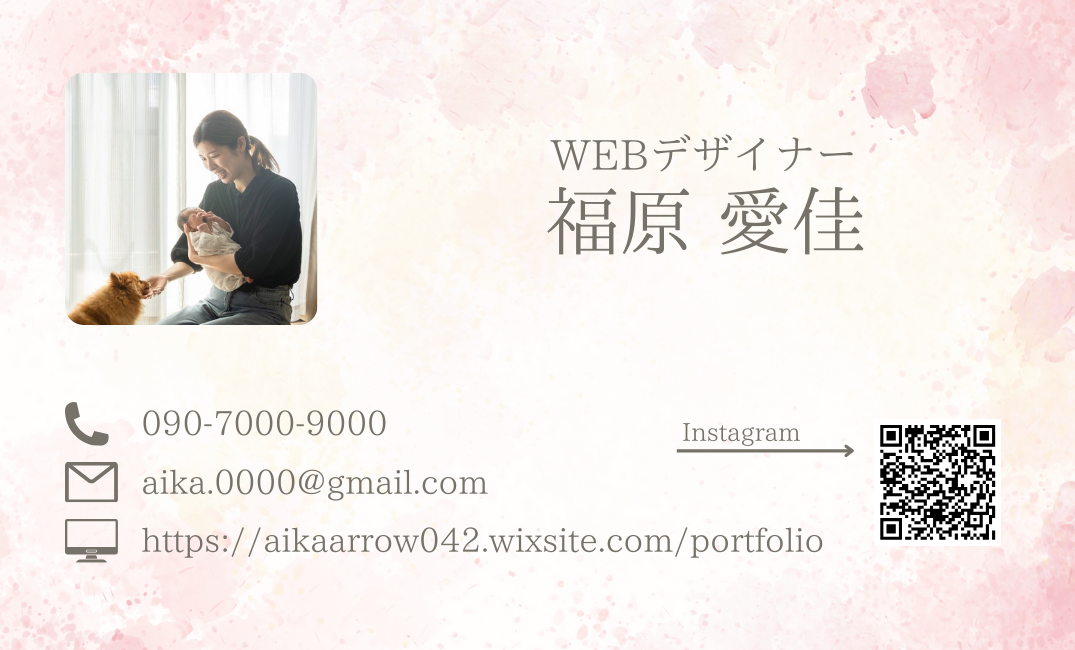 WEBデザイナー
福原 愛佳
090-7000-9000
aika.0000@gmail.com
https://aikaarrow042.wixsite.com/portfolio
Instagram